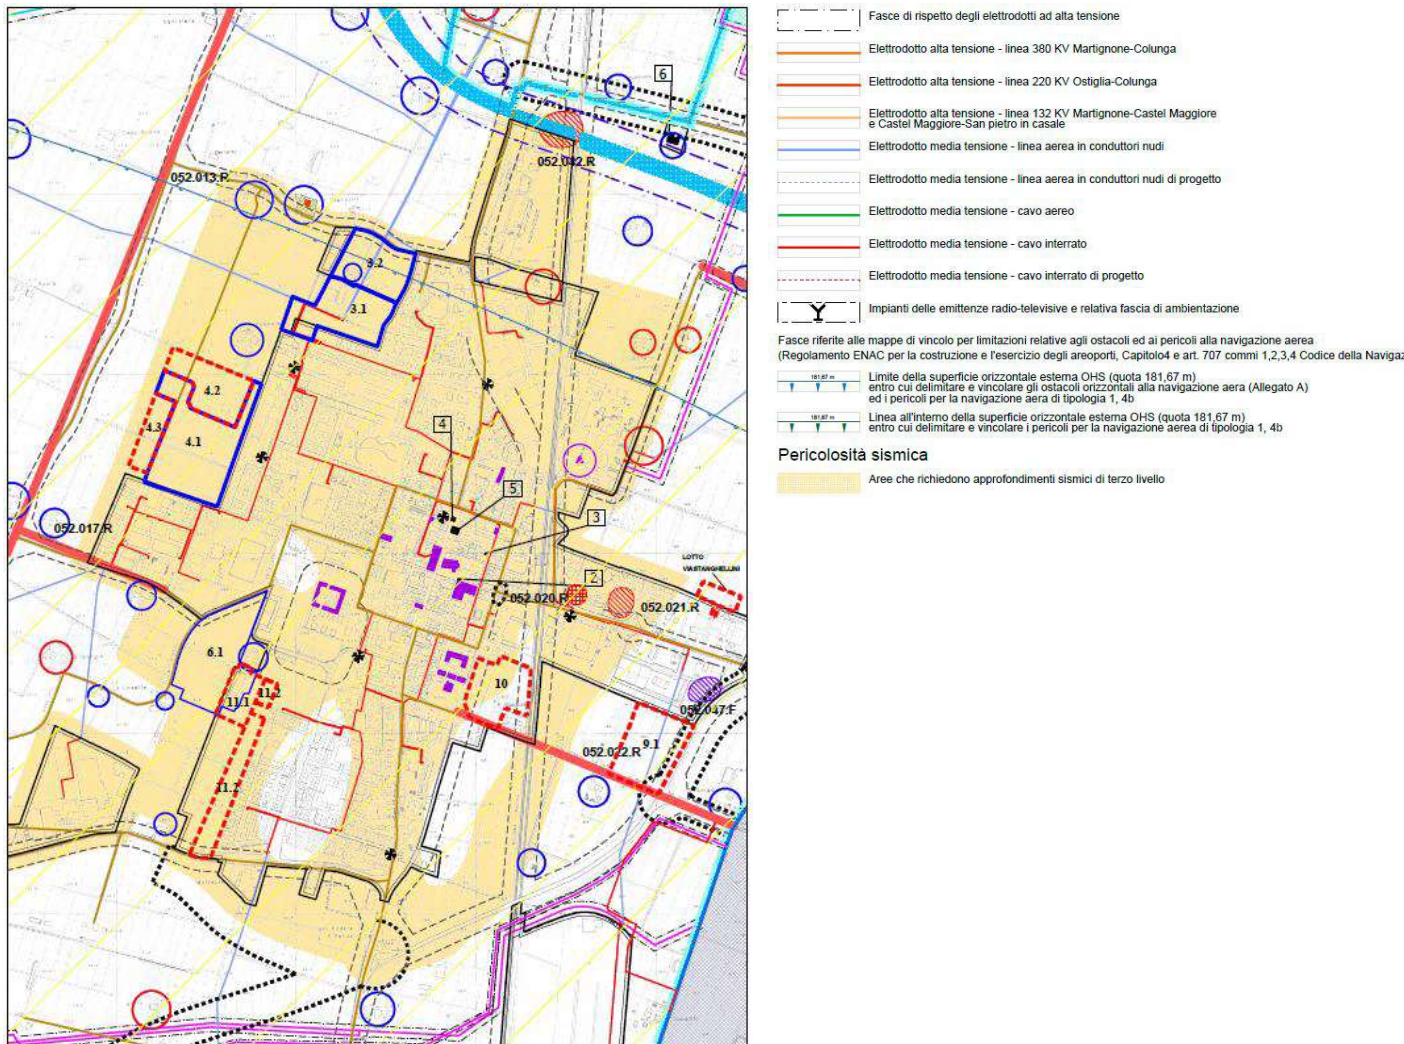 6
052.042.R
052.013.R
3.2
3.1
4.2
4.3
4.1
4
5
3
052.017.R
LOTTO
VIA STANGHELLINI
2
052.020.R
052.021.R
6.1
11.2
11.1
10
052.047.F
9.1
052.022.R
11.2
Fasce di rispetto degli elettrodotti ad alta tensione
Elettrodotto alta tensione - linea 380 KV Martignone-Colunga
Elettrodotto alta tensione - linea 220 KV Ostiglia-Colunga
Elettrodotto alta tensione - linea 132 KV Martignone-Castel Maggiore
e Castel Maggiore-San pietro in casale
Elettrodotto media tensione - linea aerea in conduttori nudi
Elettrodotto media tensione - linea aerea in conduttori nudi di progetto
Elettrodotto media tensione - cavo aereo
Elettrodotto media tensione - cavo interrato
Elettrodotto media tensione - cavo interrato di progetto
Impianti delle emittenze radio-televisive e relativa fascia di ambientazione
Fasce riferite alle mappe di vincolo per limitazioni relative agli ostacoli ed ai pericoli alla navigazione aerea
(Regolamento ENAC per la costruzione e l'esercizio degli areoporti, Capitolo4 e art. 707 commi 1,2,3,4 Codice della Navigaz
181,67 m
Limite della superficie orizzontale esterna OHS (quota 181,67 m)
entro cui delimitare e vincolare gli ostacoli orizzontali alla navigazione aera (Allegato A)
ed i pericoli per la navigazione aera di tipologia 1, 4b
181,67 m
Linea all'interno della superficie orizzontale esterna OHS (quota 181,67 m)
entro cui delimitare e vincolare i pericoli per la navigazione aerea di tipologia 1, 4b
Pericolosità sismica
Aree che richiedono approfondimenti sismici di terzo livello